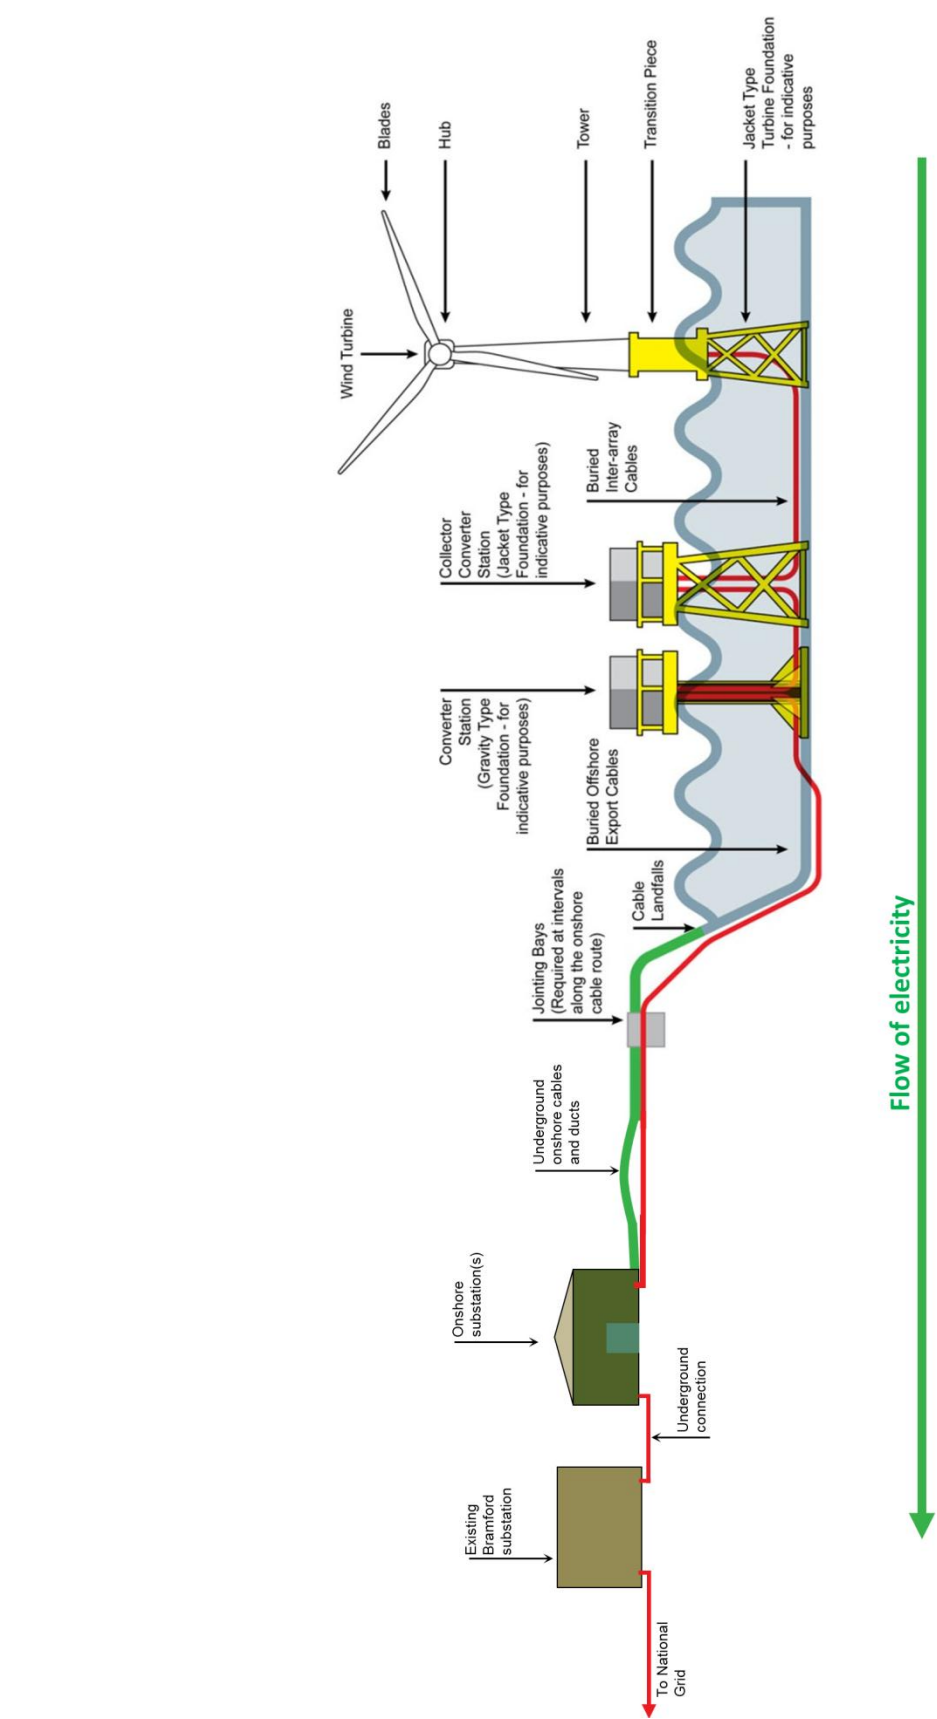 Blades
Hub
Tower
Transition Piece
Jacket Type
Turbine Foundation
- for indicative
purposes
Wind Turbine
Collector
Converter
Station
(Jacket Type
Foundation - for
indicative purposes)
Buried
Inter-array
Cables
Converter
Station
(Gravity Type
Foundation - for
indicative purposes)
Buried Offshore
Export Cables
Cable
Landfalls
Jointing Bays
(Required at intervals
along the onshore
cable route)
Underground
onshore cables
and ducts
Onshore
substation(s)
Underground
connection
Existing
Bramford
substation
To National
Grid
Flow of electricity